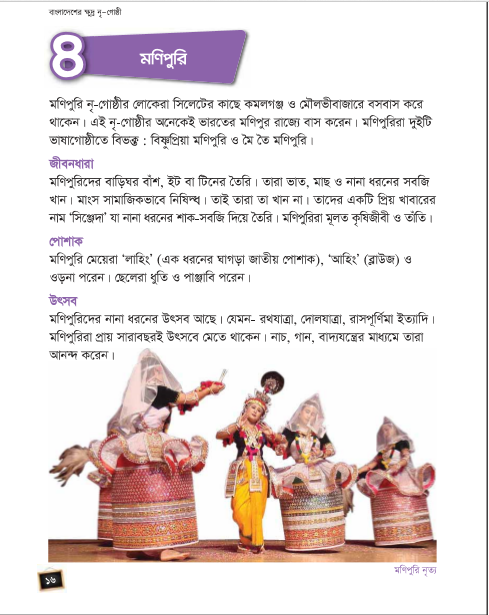 বাংলাদেশের ক্ষুদ্র নৃ-গোষ্ঠী
৪
মণিপুরি
মণিপুরি নৃ-গোষ্ঠীর লোকেরা সিলেটের কাছে কমলগঞ্জ ও মৌলভীবাজারে বসবাস করে
থাকেন। এই নৃ-গোষ্ঠীর অনেকেই ভারতের মণিপুর রাজ্যে বাস করেন। মণিপুরিরা দুইটি
ভাষাগোষ্ঠীতে বিভক্ত : বিষ্ণুপ্রিয়া মণিপুরি ও মৈ তৈ মণিপুরি।
জীবনধারা
মণিপুরিদের বাড়িঘর বাঁশ, ইট বা টিনের তৈরি। তারা ভাত, মাছ ও নানা ধরনের সবজি
খান। মাংস সামাজিকভাবে নিষিদ্ধ। তাই তারা তা খান না। তাদের একটি প্রিয় খাবারের
নাম ‘সিঞ্জেদা’ যা নানা ধরনের শাক-সবজি দিয়ে তৈরি। মণিপুরিরা মূলত কৃষিজীবী ও তাঁতি।
পোশাক
মণিপুরি মেয়েরা ‘লাহিং’ (এক ধরনের ঘাগড়া জাতীয় পোশাক), ‘আহিং’ (ব্লাউজ) ও
ওড়না পরেন। ছেলেরা ধুতি ও পাঞ্জাবি পরেন।
উৎসব
মণিপুরিদের নানা ধরনের উৎসব আছে। যেমন- রথযাত্রা, দোলযাত্রা, রাসপূর্ণিমা ইত্যাদি।
মণিপুরিরা প্রায় সারাবছরই উৎসবে মেতে থাকেন। নাচ, গান, বাদ্যযন্ত্রের মাধ্যমে তারা
আনন্দ করেন।
মণিপুরি নৃত্য
১৬